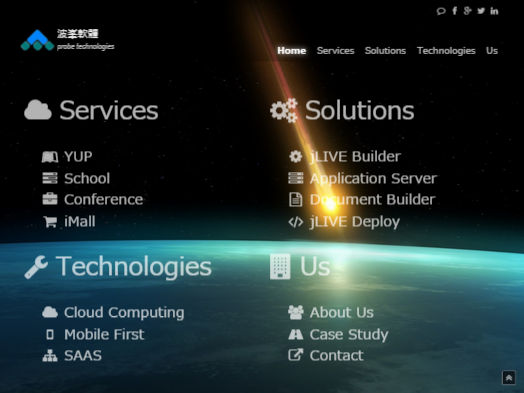 波峯軟體
probe technologies
Home Services Solutions Technologies Us
Services
YUP
School
Conference
iMall
Solutions
jLIVE Builder
Application Server
Document Builder
jLIVE Deploy
Technologies
Cloud Computing
Mobile First
SAAS
Us
About Us
Case Study
Contact